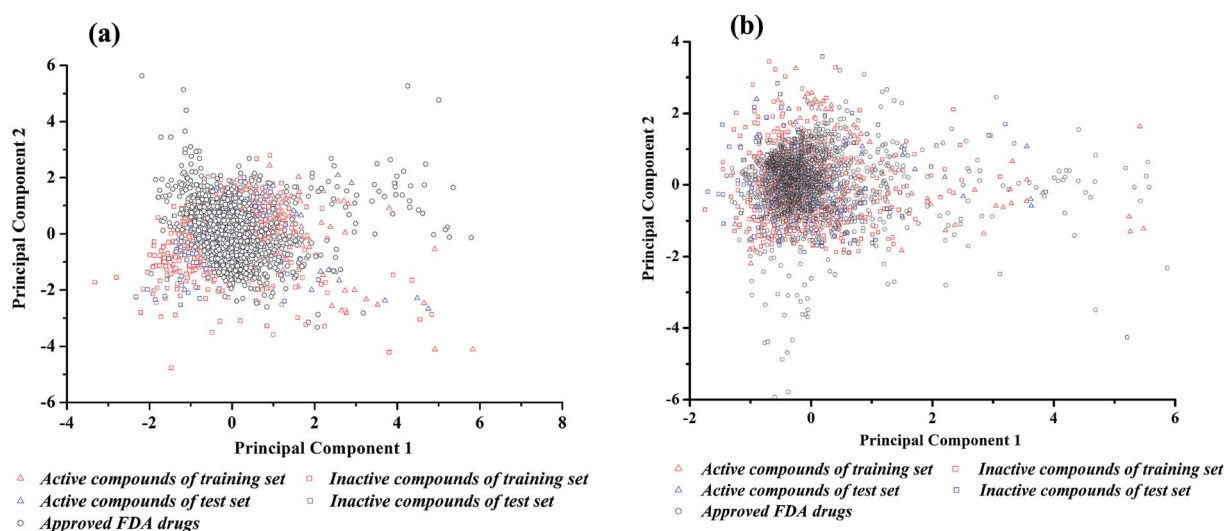 (a)
6
4
2
0
-2
-4
-6
Principal Component 2
-4 -2 0 2 4 6 8
Principal Component 1
Active compounds of training set Inactive compounds of training set
Active compounds of test set Inactive compounds of test set
Approved FDA drugs
(b)
4
2
0
-2
-4
-6
Principal Component 2
-2 0 2 4 6
Principal Component 1
Active compounds of training set Inactive compounds of training set
Active compounds of test set Inactive compounds of test set
Approved FDA drugs